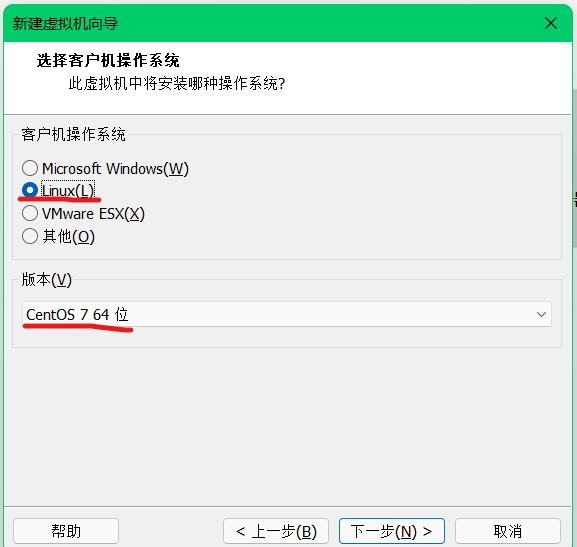 新建虚拟机向导
选择客户机操作系统
此虚拟机中将安装哪种操作系统?
客户机操作系统
Microsoft Windows(W)
Linux(L)
VMware ESX(X)
其他(O)
版本(V)
CentOS 7 64 位
帮助
< 上一步(B)
下一步(N) >
取消